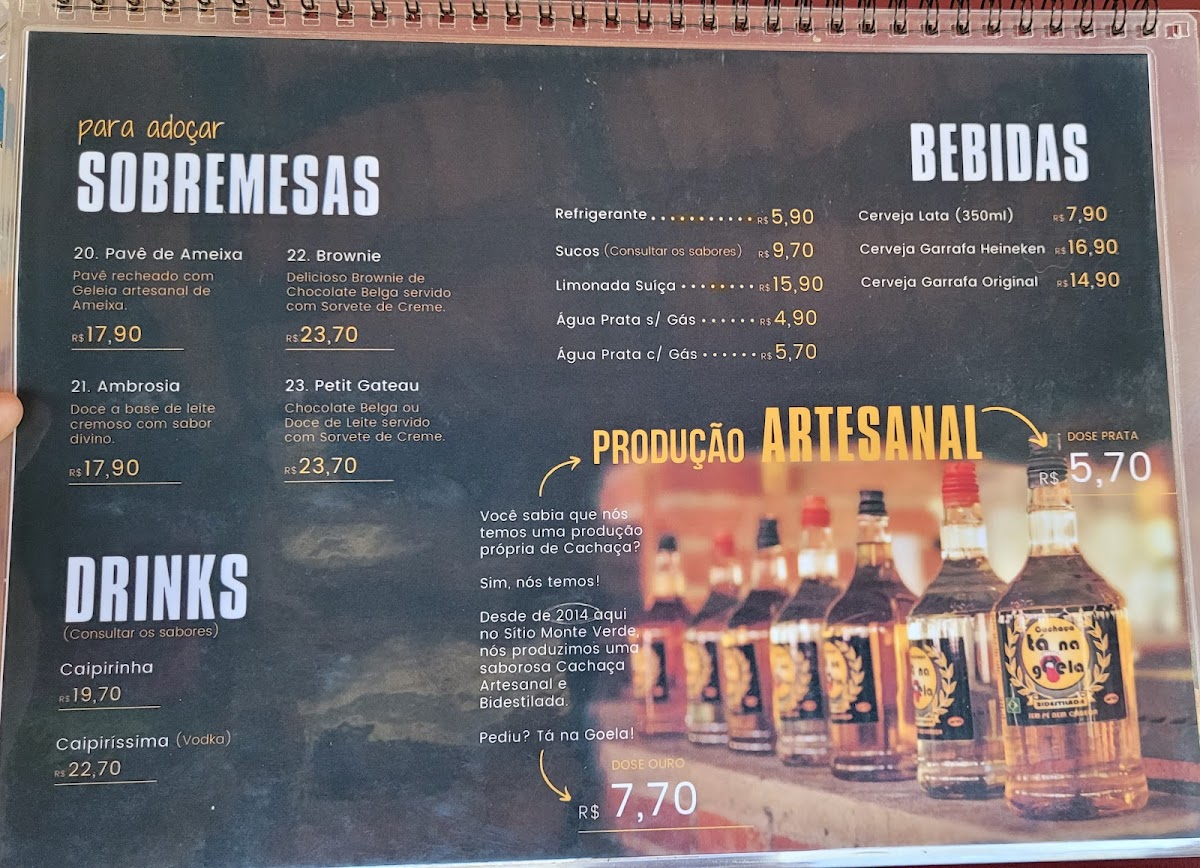 para adoçar
SOBREMESAS
20. Pavê de Ameixa
Pavê recheado com
Geleia artesanal de
Ameixa.
R$17,90
22. Brownie
Delicioso Brownie de
Chocolate Belga servido
com Sorvete de Creme.
R$23,70
21. Ambrosia
Doce a base de leite
cremoso com sabor
divino.
R$17,90
23. Petit Gateau
Chocolate Belga ou
Doce de Leite servido
com Sorvete de Creme.
R$23,70
DRINKS
(Consultar os sabores)
Caipirinha
R$19,70
Caipiríssima (Vodka)
R$22,70
BEBIDAS
Refrigerante...........R$5,90
Sucos (Consultar os sabores) R$9,70
Limonada Suíça ........R$15,90
Água Prata s/ Gás ......R$4,90
Água Prata c/ Gás ......R$5,70
Cerveja Lata (350ml) R$7,90
Cerveja Garrafa Heineken R$16,90
Cerveja Garrafa Original R$14,90
PRODUÇÃO ARTESANAL
DOSE PRATA
R$ 5,70
Você sabia que nós
temos uma produção
própria de Cachaça?
Sim, nós temos!
Desde de 2014 aqui
no Sítio Monte Verde,
nós produzimos uma
saborosa Cachaça
Artesanal e
Bidestilada.
Pediu? Tá na Goela!
DOSE OURO
R$ 7,70
Cachaça
tá na
goela
BIDESTILADA